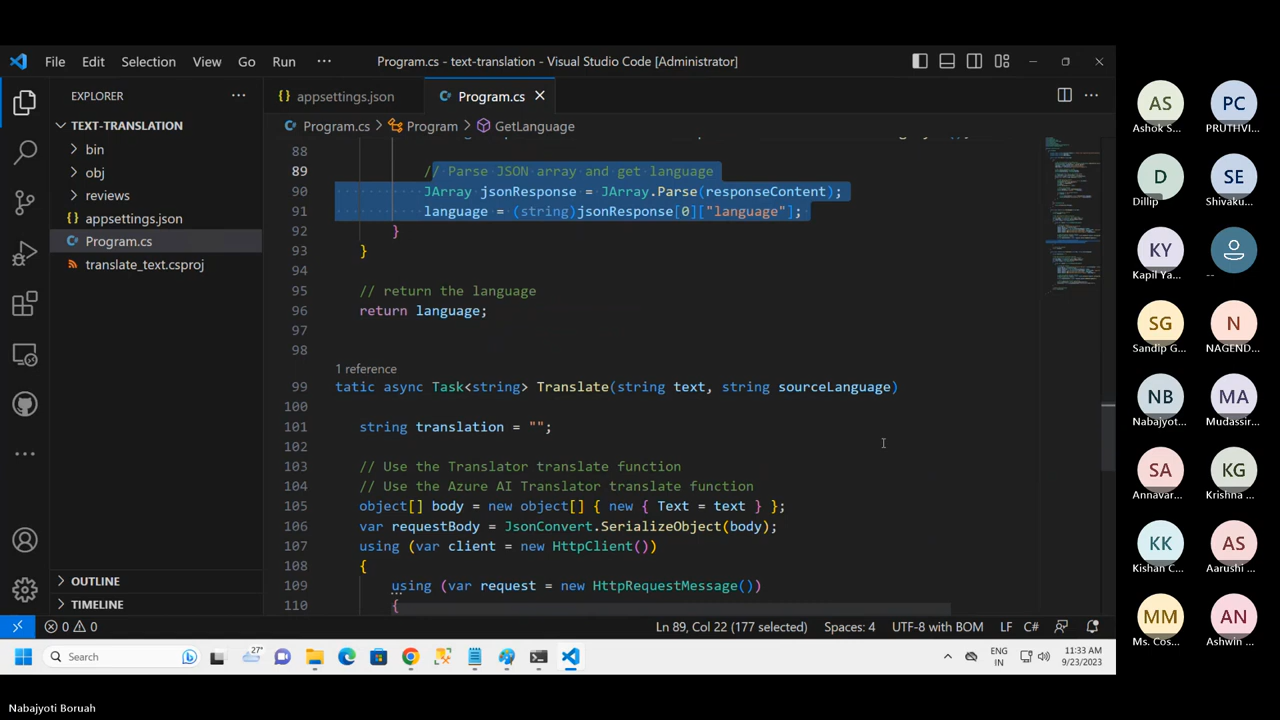 File Edit Selection View Go Run ··· Program.cs - text-translation - Visual Studio Code [Administrator]
EXPLORER ···
TEXT-TRANSLATION
bin
obj
reviews
{} appsettings.json
Program.cs
translate_text.csproj
OUTLINE
TIMELINE
{} appsettings.json Program.cs ×
Program.cs > Program > GetLanguage
88
89 // Parse JSON array and get language
90 JArray jsonResponse = JArray.Parse(responseContent);
91 language = (string)jsonResponse[0]["language"];
92 }
93 }
94
95 // return the language
96 return language;
97
98
1 reference
99 tatic async Task<string> Translate(string text, string sourceLanguage)
100
101 string translation = "";
102
103 // Use the Translator translate function
104 // Use the Azure AI Translator translate function
105 object[] body = new object[] { new { Text = text } };
106 var requestBody = JsonConvert.SerializeObject(body);
107 using (var client = new HttpClient())
108 {
109 using (var request = new HttpRequestMessage())
110 {
0 0 Ln 89, Col 22 (177 selected) Spaces: 4 UTF-8 with BOM LF C#
Search 27° ENG IN 11:33 AM 9/23/2023
AS PC
Ashok S... PRUTHVI...
D SE
Dillip Shivaku...
KY
Kapil Ya... --
SG N
Sandip G... NAGEND...
NB MA
Nabajyot... Mudassir...
SA KG
Annavar... Krishna ...
KK AS
Kishan C... Aarushi ...
MM AN
Ms. Cos... Ashwin ...
Nabajyoti Boruah